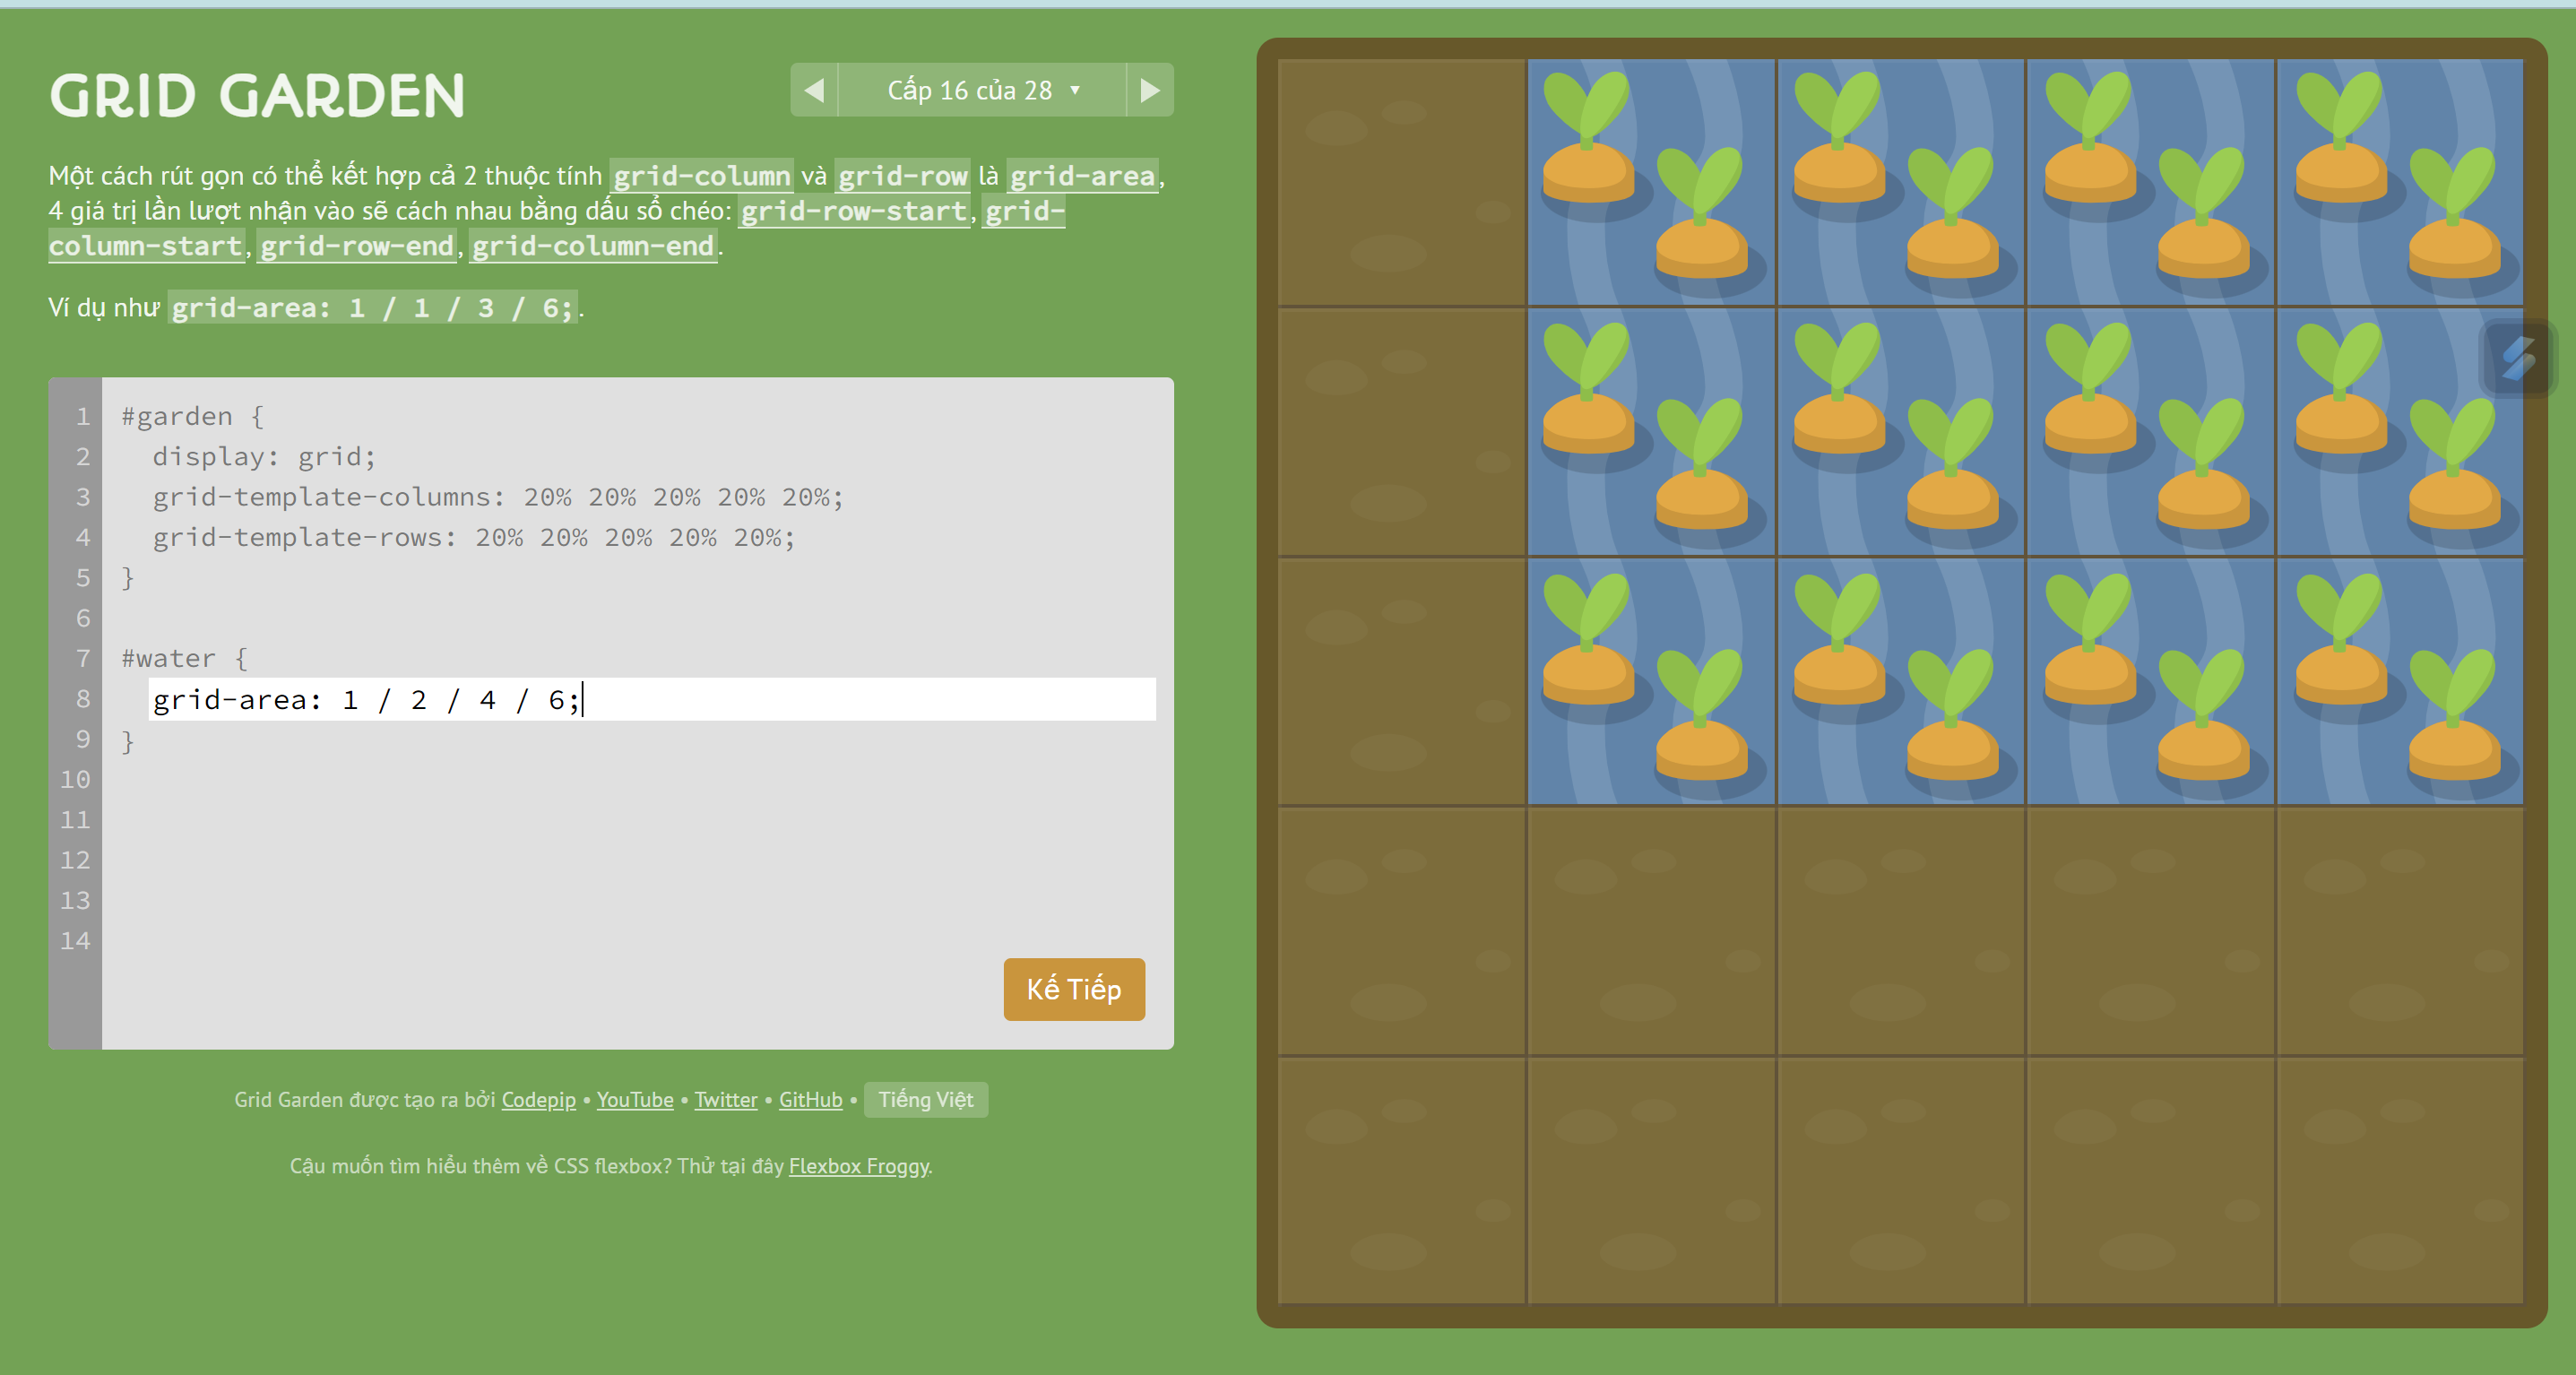 GRID GARDEN
Cấp 16 của 28 ▼
Một cách rút gọn có thể kết hợp cả 2 thuộc tính grid-column và grid-row là grid-area,
4 giá trị lần lượt nhận vào sẽ cách nhau bằng dấu sổ chéo: grid-row-start, grid-
column-start, grid-row-end, grid-column-end.
Ví dụ như grid-area: 1 / 1 / 3 / 6;.
1 #garden {
2 display: grid;
3 grid-template-columns: 20% 20% 20% 20% 20%;
4 grid-template-rows: 20% 20% 20% 20% 20%;
5 }
6
7 #water {
8 grid-area: 1 / 2 / 4 / 6;
9 }
10
11
12
13
14
Kế Tiếp
Grid Garden được tạo ra bởi Codepip • YouTube • Twitter • GitHub • Tiếng Việt
Cậu muốn tìm hiểu thêm về CSS flexbox? Thử tại đây Flexbox Froggy.